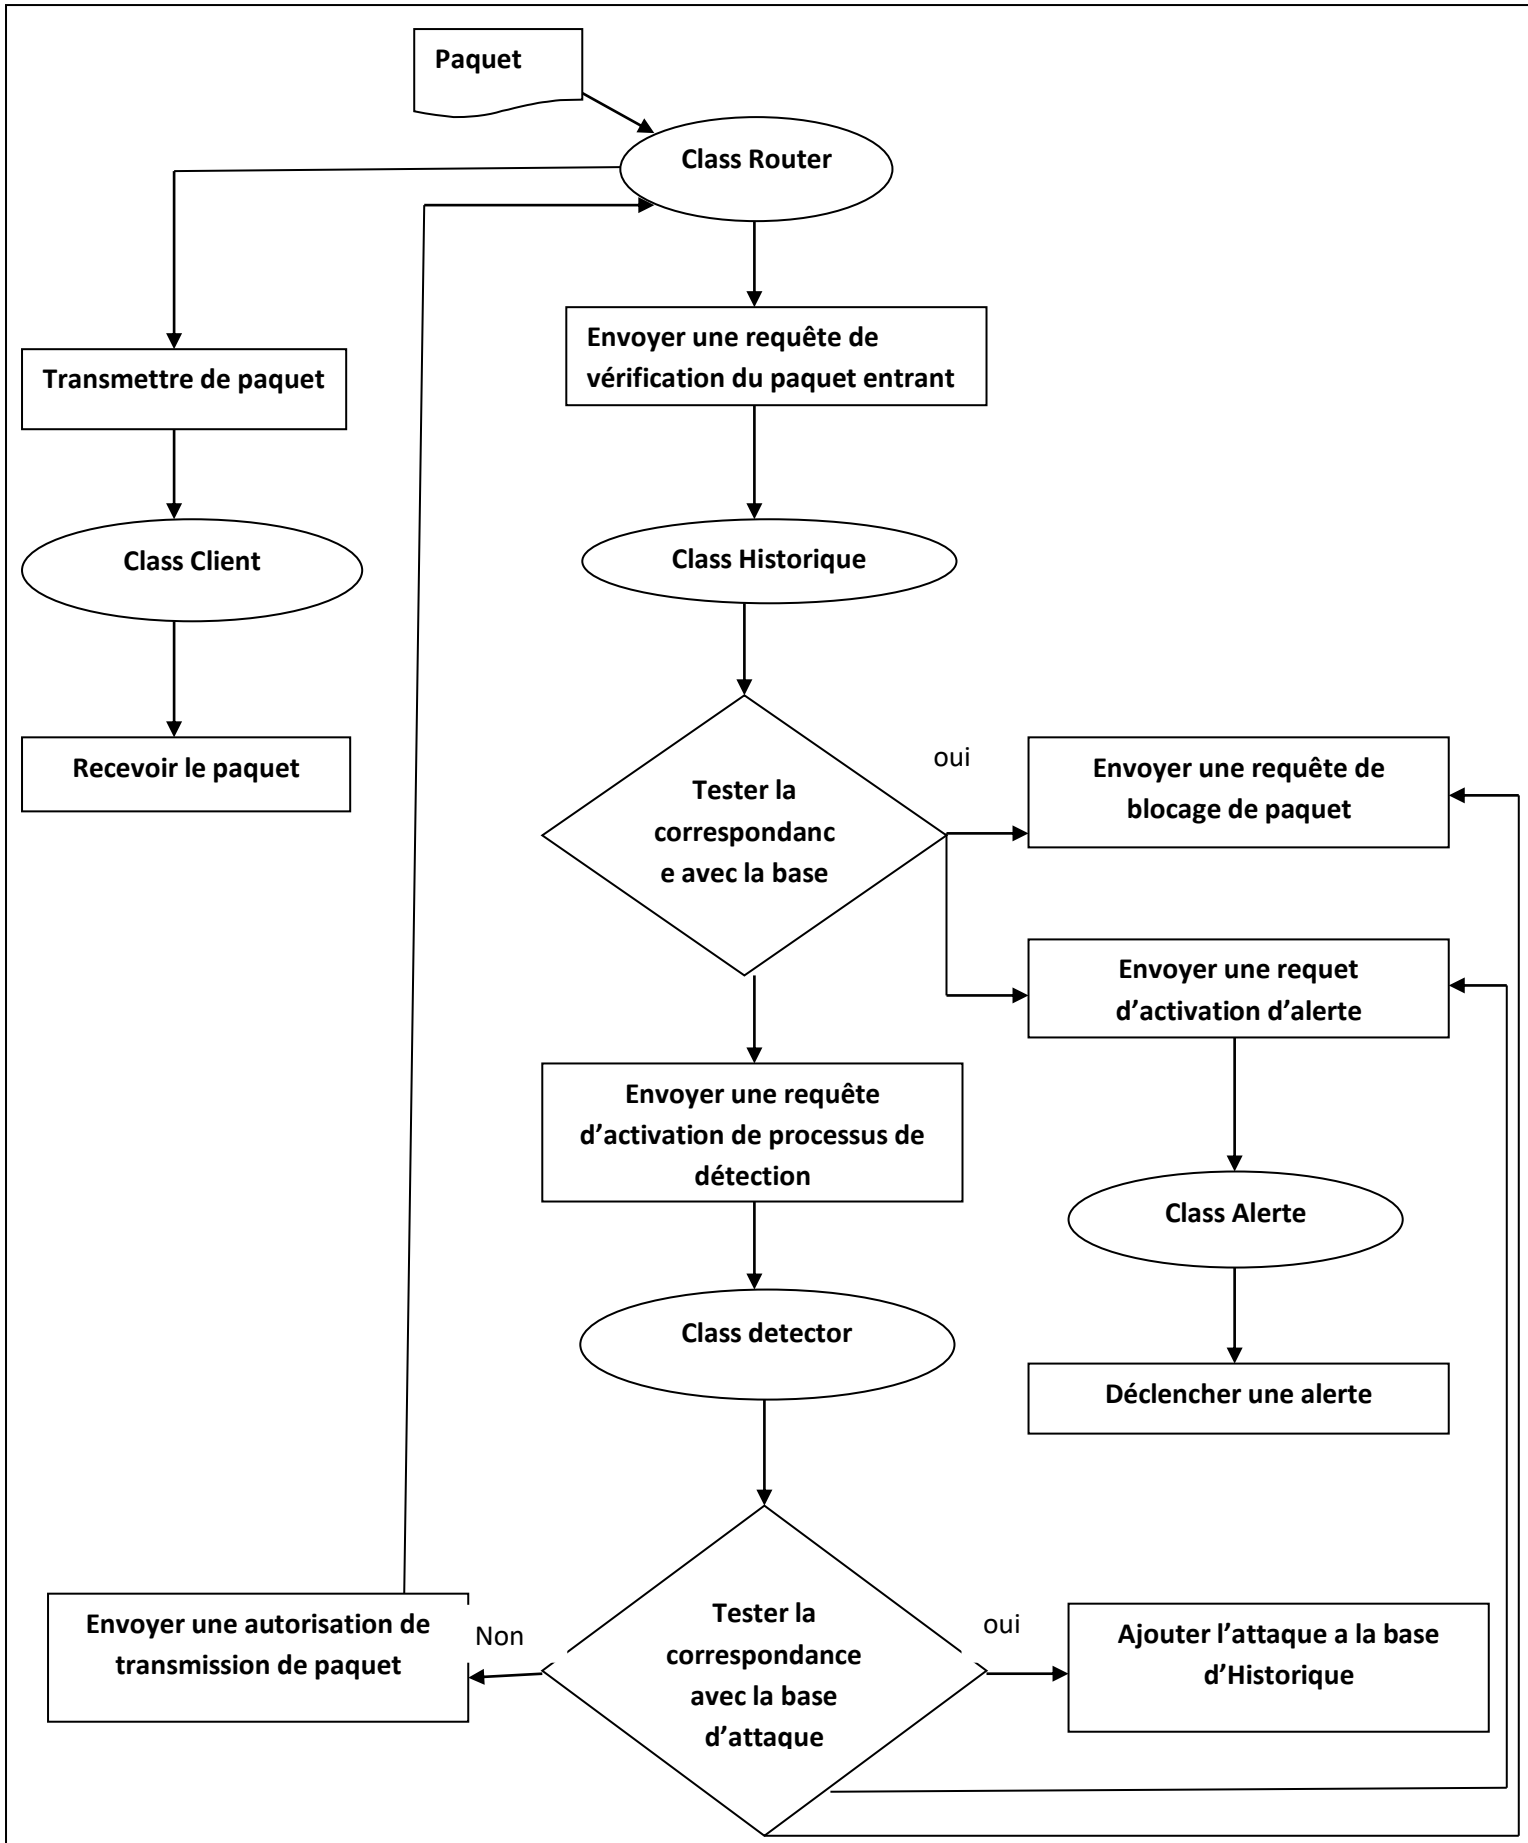 Paquet
Class Router
Envoyer une requête de
vérification du paquet entrant
Transmettre de paquet
Class Client
Class Historique
Recevoir le paquet
oui
Envoyer une requête de
blocage de paquet
Tester la
correspondanc
e avec la base
Envoyer une requet
d’activation d’alerte
Envoyer une requête
d’activation de processus de
détection
Class Alerte
Class detector
Déclencher une alerte
Envoyer une autorisation de
transmission de paquet
Non
Tester la
correspondance
avec la base
d’attaque
oui
Ajouter l’attaque a la base
d’Historique